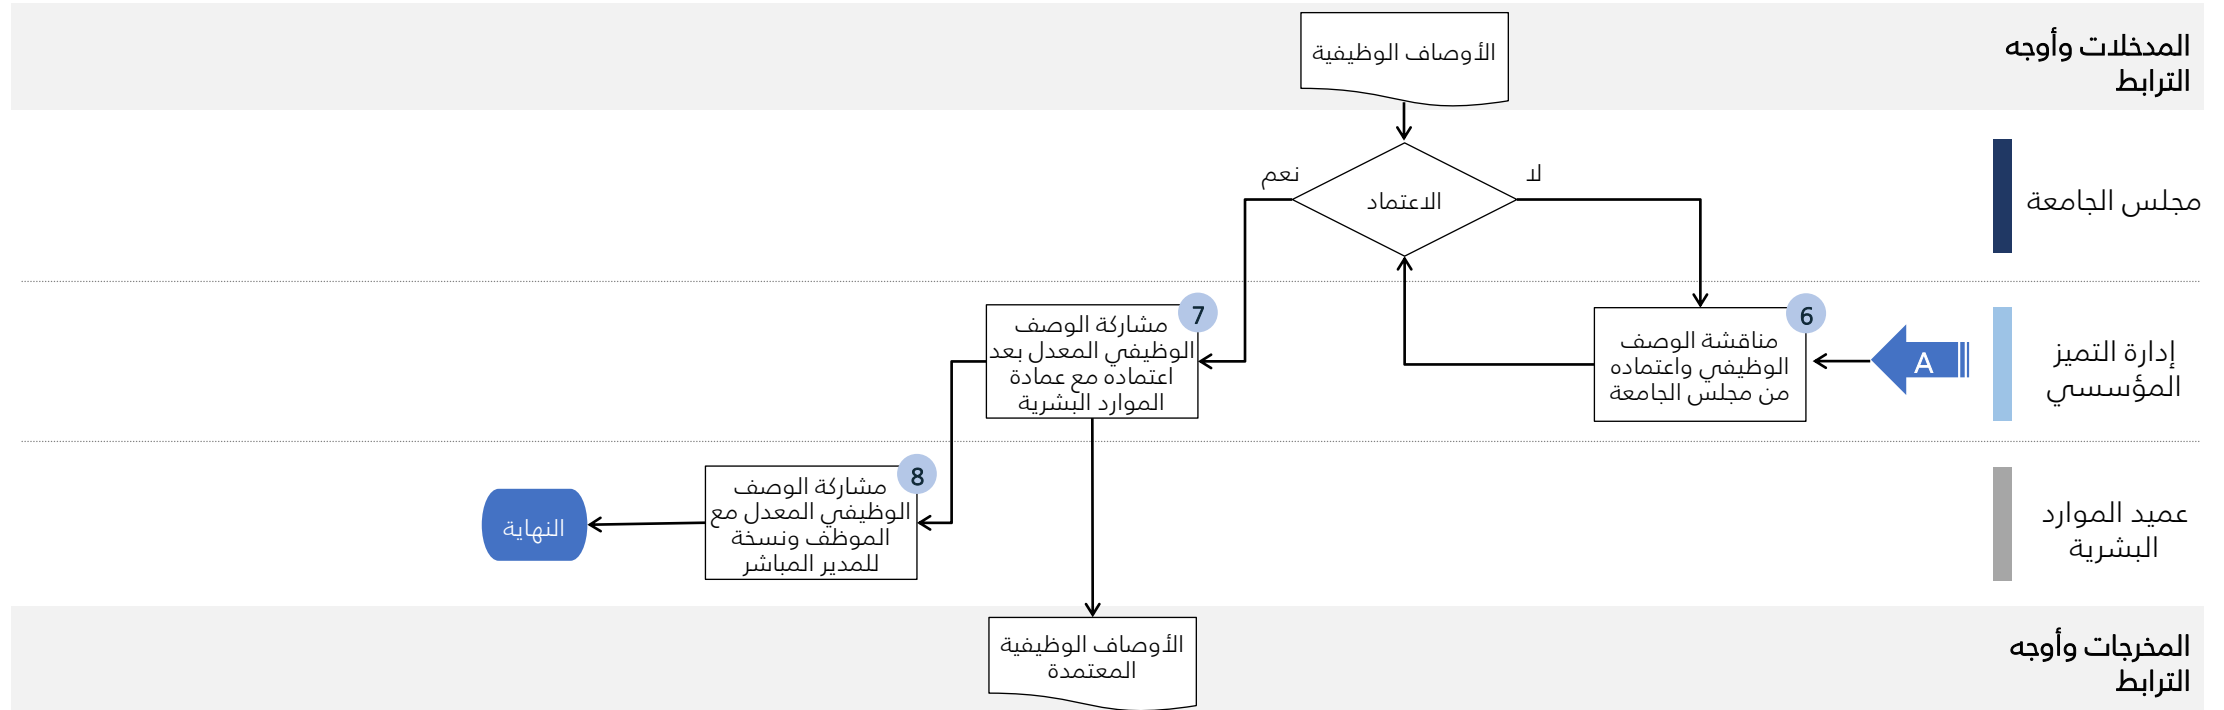 المدخلات وأوجه
الترابط
الأوصاف الوظيفية
مجلس الجامعة
لا
الاعتماد
نعم
إدارة التميز
المؤسسي
A
6
مناقشة الوصف
الوظيفي واعتماده
من مجلس الجامعة
7
مشاركة الوصف
الوظيفي المعدل بعد
اعتماده مع عمادة
الموارد البشرية
عميد الموارد
البشرية
8
مشاركة الوصف
الوظيفي المعدل مع
الموظف ونسخة
للمدير المباشر
النهاية
المخرجات وأوجه
الترابط
الأوصاف الوظيفية
المعتمدة